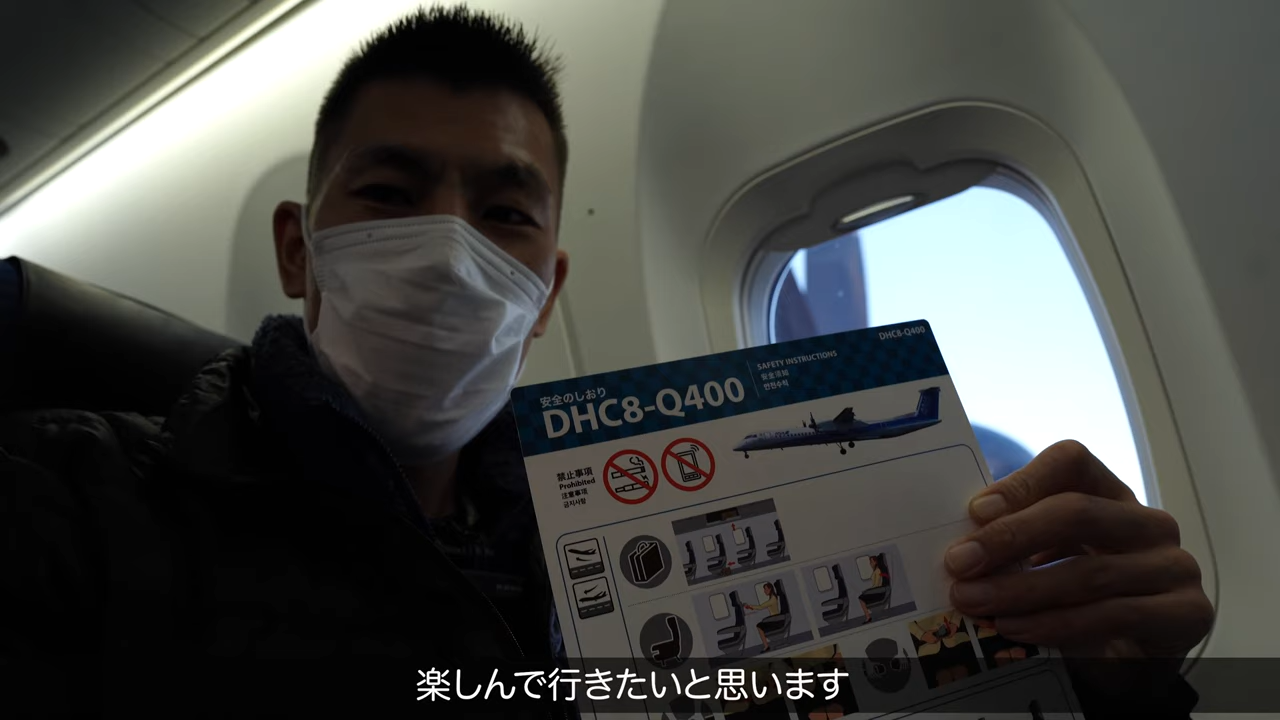 安全のしおり
DHC8-Q400
SAFETY INSTRUCTIONS
安全须知
안전수칙
DHC8-Q400
禁止事項
Prohibited
注意事项
금지사항
楽しんで行きたいと思います